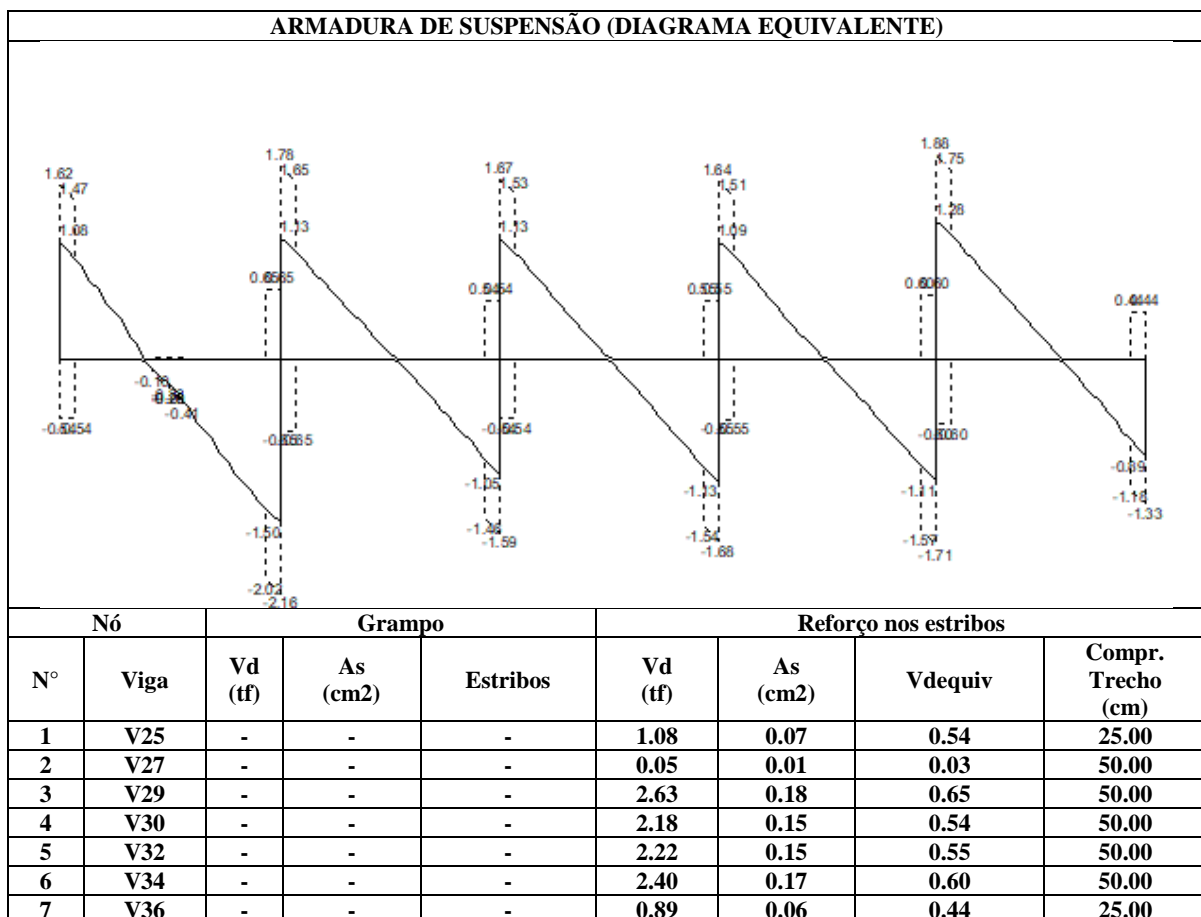 ARMADURA DE SUSPENSÃO (DIAGRAMA EQUIVALENTE)
1.62 1.47 1.08
1.78 1.65 1.13
1.67 1.53 1.13
1.64 1.51 1.09
1.88 1.75 1.28
-0.41
-1.50 -2.02 -2.16
-1.05 -1.46 -1.59
-1.13 -1.54 -1.68
-1.11 -1.57 -1.71
-0.89 -1.18 -1.33
Nó Grampo Reforço nos estribos
N° Viga Vd (tf) As (cm2) Estribos Vd (tf) As (cm2) Vdequiv Compr. Trecho (cm)
1 V25 - - - 1.08 0.07 0.54 25.00
2 V27 - - - 0.05 0.01 0.03 50.00
3 V29 - - - 2.63 0.18 0.65 50.00
4 V30 - - - 2.18 0.15 0.54 50.00
5 V32 - - - 2.22 0.15 0.55 50.00
6 V34 - - - 2.40 0.17 0.60 50.00
7 V36 - - - 0.89 0.06 0.44 25.00